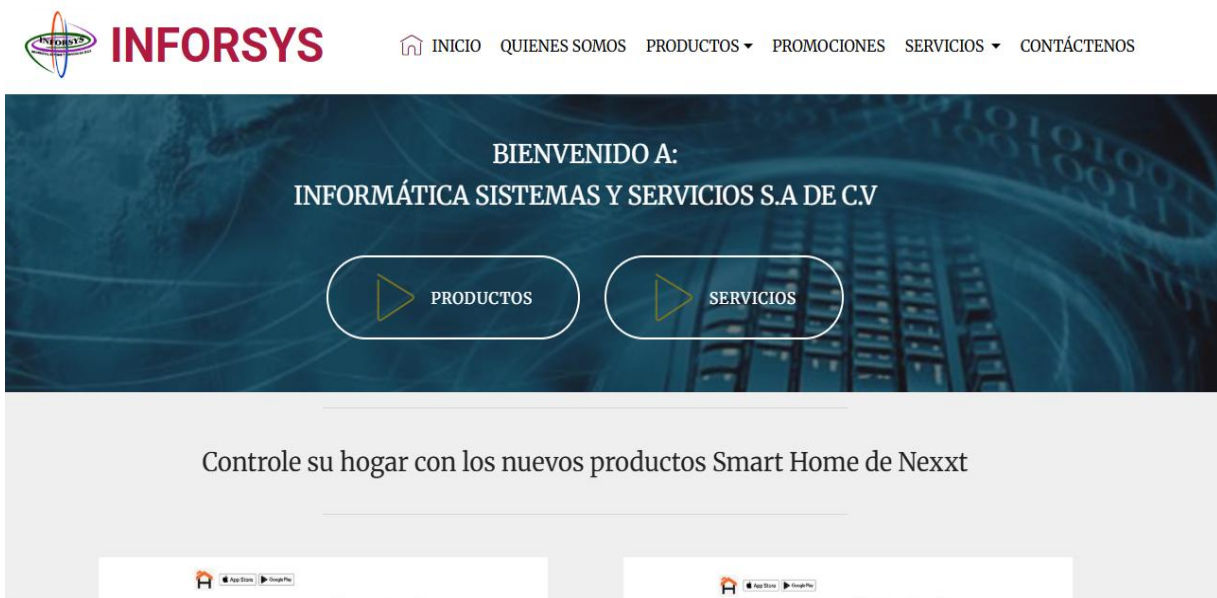 INFORSYS
INFORSYS
INICIO QUIENES SOMOS PRODUCTOS PROMOCIONES SERVICIOS CONTÁCTENOS
BIENVENIDO A:
INFORMÁTICA SISTEMAS Y SERVICIOS S.A DE C.V
PRODUCTOS
SERVICIOS
Controle su hogar con los nuevos productos Smart Home de Nexxt
App Store Google Play
App Store Google Play